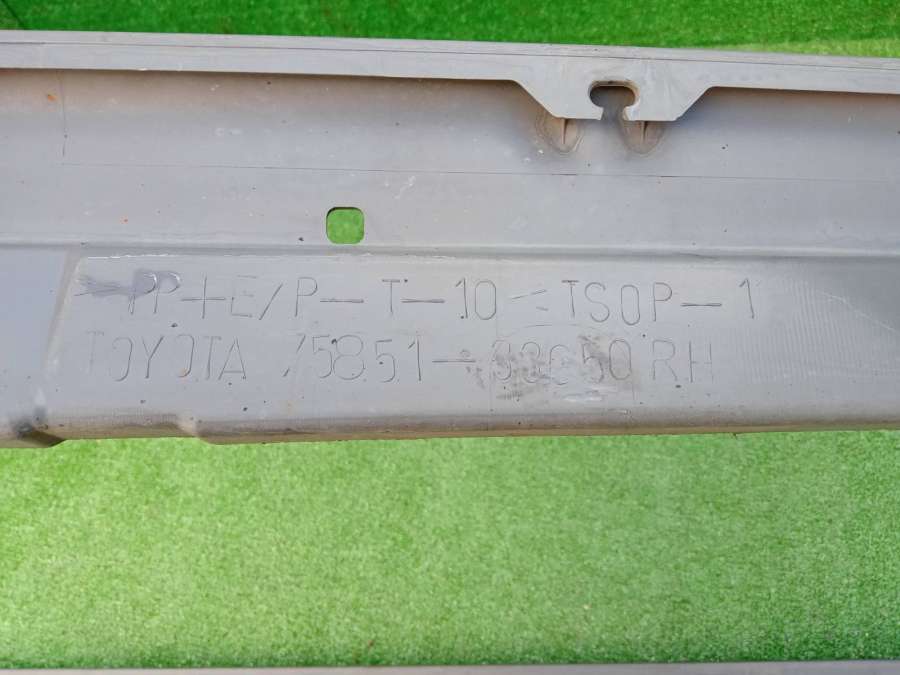 >PP+E/P-T-10< TSOP-1
TOYOTA 75851- RH